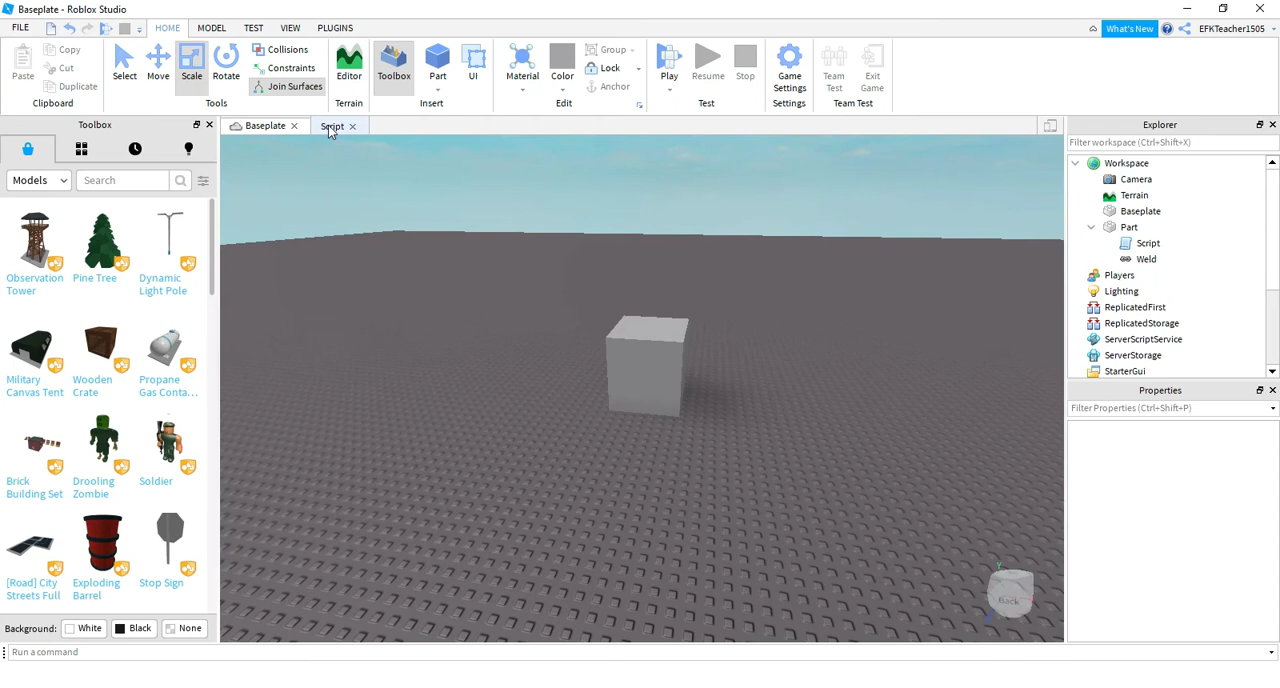 Baseplate - Roblox Studio
FILE HOME MODEL TEST VIEW PLUGINS What's New EFKTeacher1505
Paste Copy Cut Duplicate Clipboard
Select Move Scale Rotate Collisions Constraints Join Surfaces Tools
Editor Terrain
Toolbox Part UI Insert
Material Color Group Lock Anchor Edit
Play Resume Stop Test
Game Settings Settings
Team Test Exit Game Team Test
Toolbox
Models Search
Observation Tower
Pine Tree
Dynamic Light Pole
Military Canvas Tent
Wooden Crate
Propane Gas Conta...
Brick Building Set
Drooling Zombie
Soldier
[Road] City Streets Full
Exploding Barrel
Stop Sign
Background: White Black None
Baseplate Script
Back
Explorer
Filter workspace (Ctrl+Shift+X)
Workspace
Camera
Terrain
Baseplate
Part
Script
Weld
Players
Lighting
ReplicatedFirst
ReplicatedStorage
ServerScriptService
ServerStorage
StarterGui
Properties
Filter Properties (Ctrl+Shift+P)
Run a command